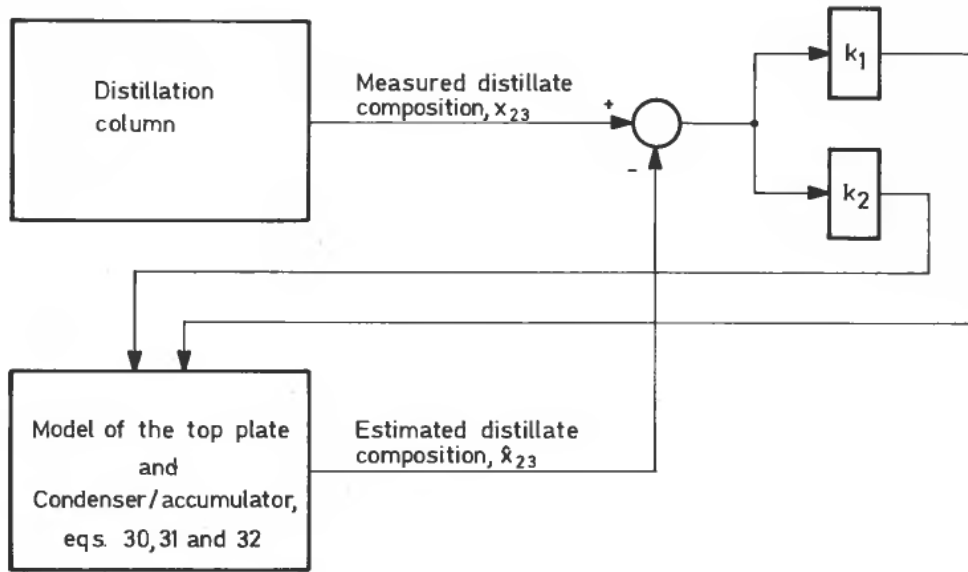 Distillation
column
Measured distillate
composition, x₂₃
+
-
k₁
k₂
Model of the top plate
and
Condenser/accumulator,
eqs. 30,31 and 32
Estimated distillate
composition, x̂₂₃